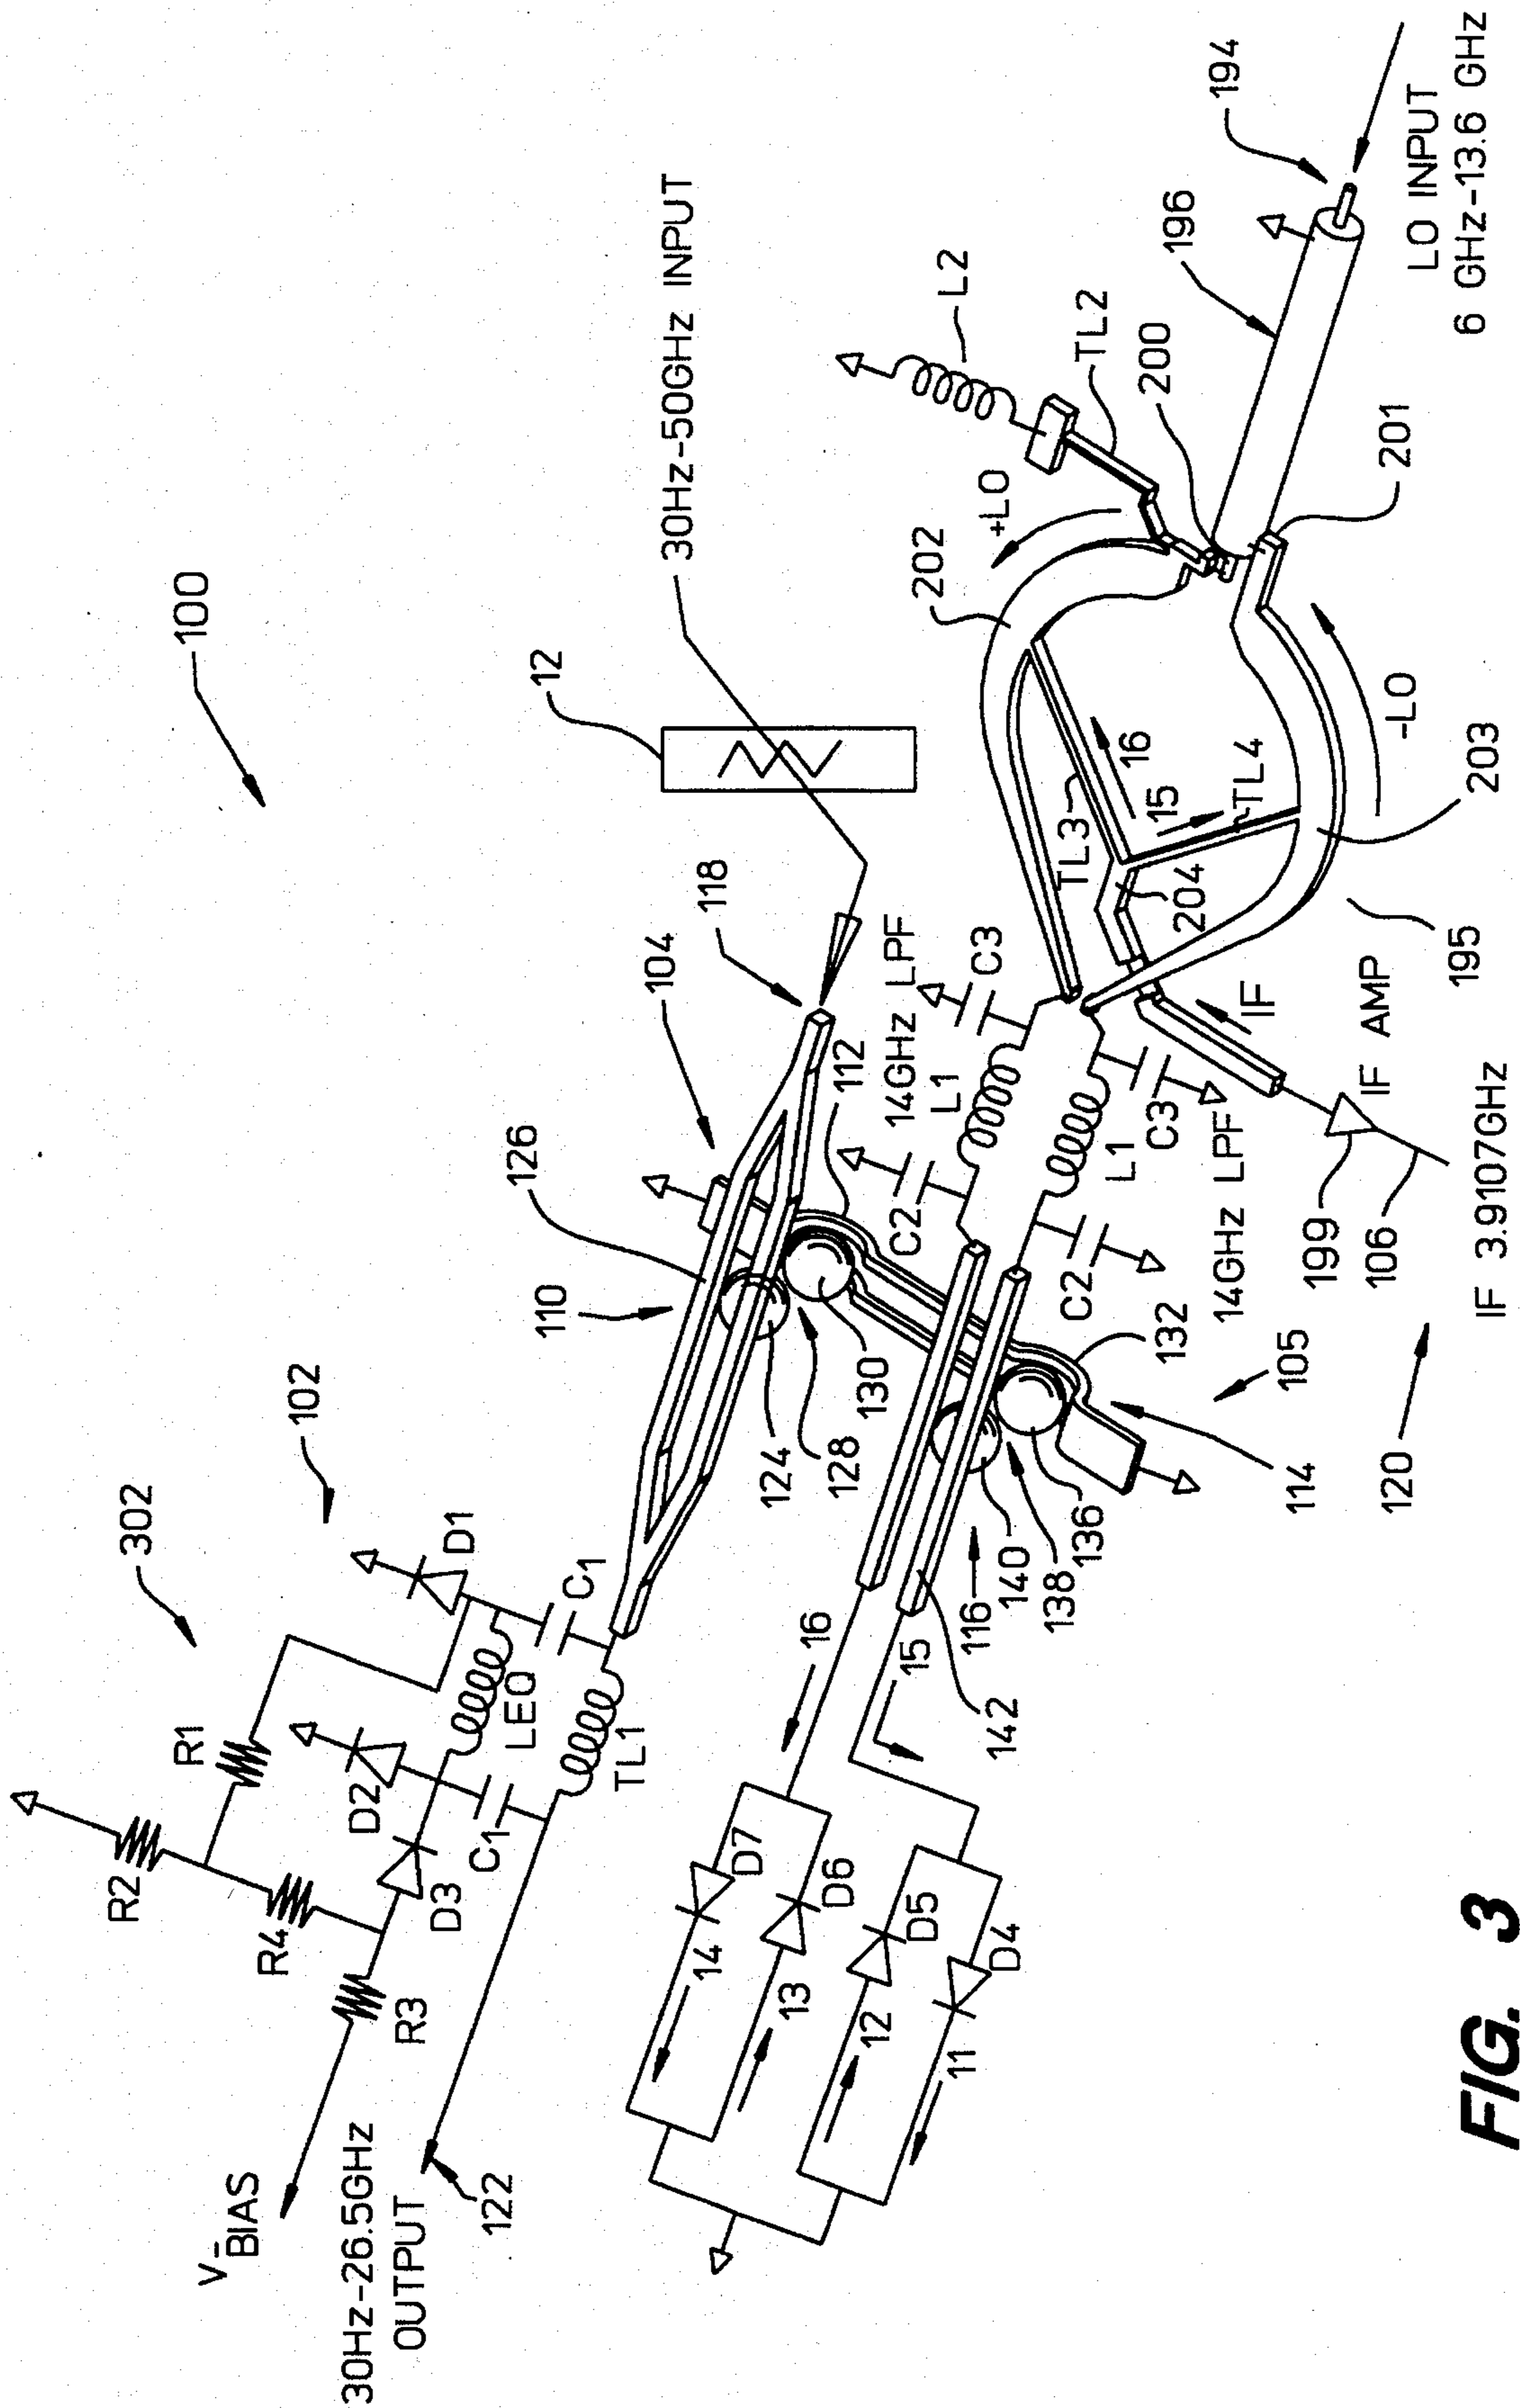 100
302
102
R2
R1
R4
R3
D2
D3
D1
LEQ
C1
C1
TL1
V-
BIAS
30HZ-26.5GHZ
OUTPUT
122
110
126
104
118
12
30HZ-50GHZ INPUT
124
128
130
112
14GHZ LPF
C3
L1
C2
16
15
116
140
138
136
142
132
105
114
120
D7
D6
D5
D4
14
13
12
11
L1
C3
C2
14GHZ LPF
TL3
16
15
TL4
204
202
203
195
+LO
-LO
L2
TL2
200
201
196
194
LO INPUT
6 GHZ-13.6 GHZ
IF
IF AMP
199
106
IF 3.9107GHZ
FIG. 3